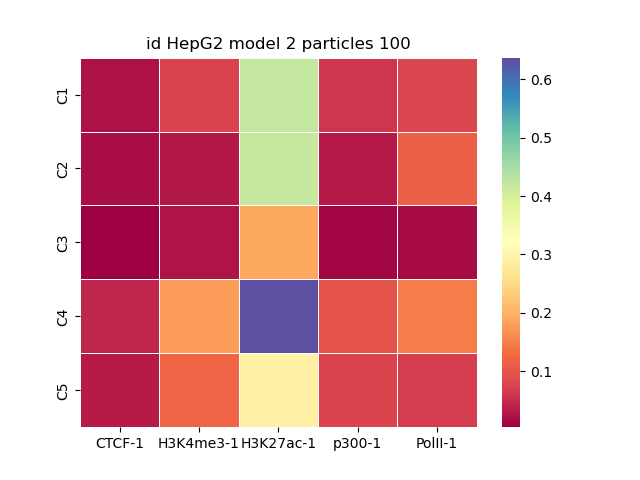 id HepG2 model 2 particles 100
C1
C2
C3
C4
C5
CTCF-1 H3K4me3-1 H3K27ac-1 p300-1 PolII-1
0.6
0.5
0.4
0.3
0.2
0.1